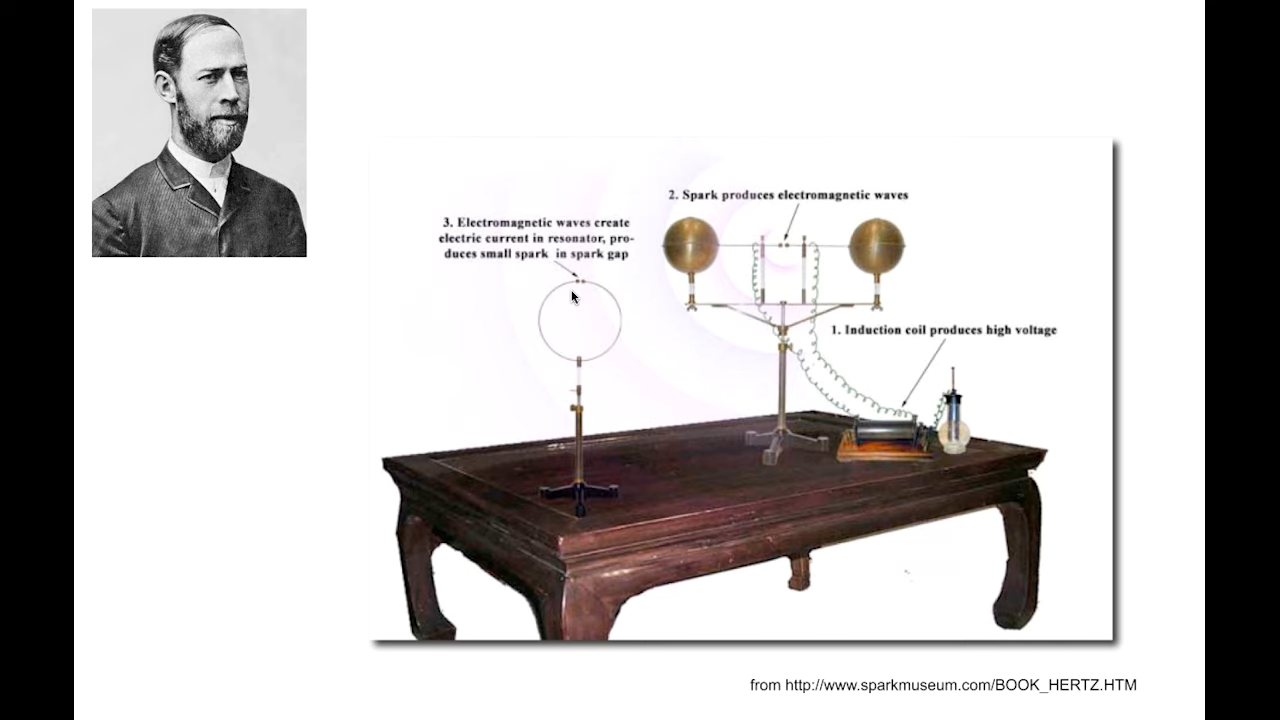 2. Spark produces electromagnetic waves
3. Electromagnetic waves create
electric current in resonator, pro-
duces small spark in spark gap
1. Induction coil produces high voltage
from http://www.sparkmuseum.com/BOOK_HERTZ.HTM